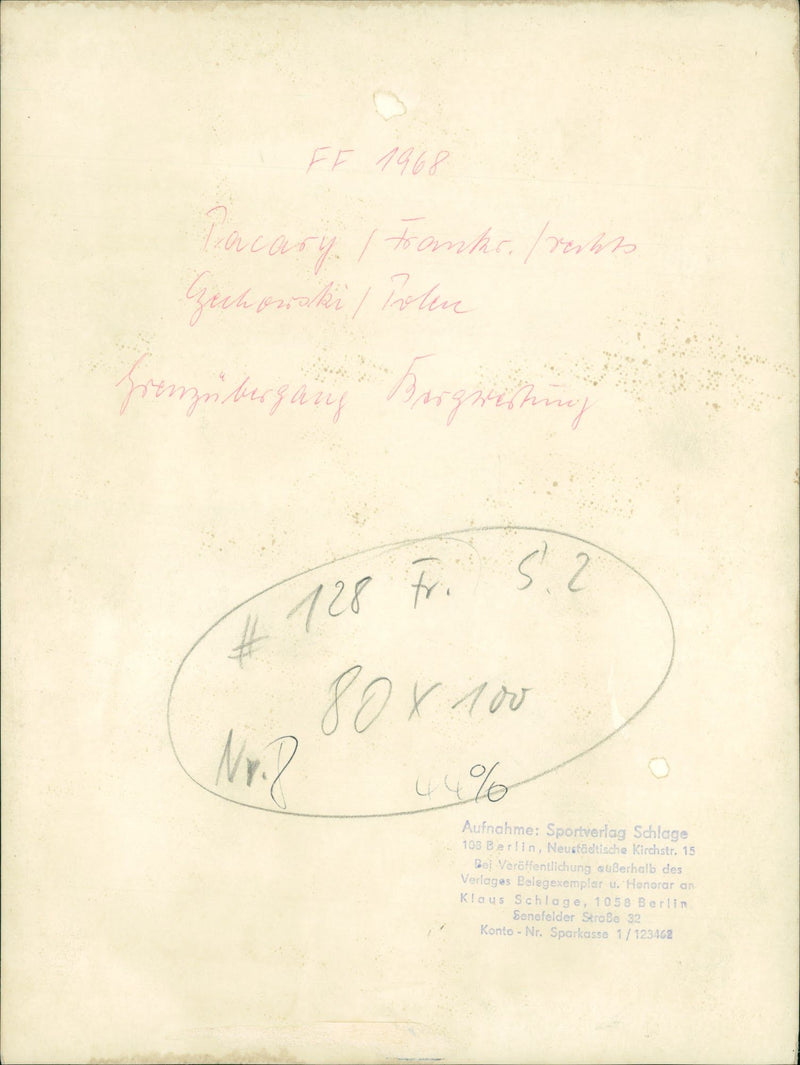 FF 1968
Pacary / Frankr. / rechts
Czechowski / Polen
Grenzübergang Bergwertung
# 128 Fr. S. 2
80 x 100
Nr. 8
44%
Aufnahme: Sportverlag Schlage
108 Berlin, Neustädtische Kirchstr. 15
Bei Veröffentlichung außerhalb des
Verlages Belegexemplar u. Honorar an
Klaus Schlage, 1058 Berlin
Senefelder Straße 32
Konto - Nr. Sparkasse 1 / 123462